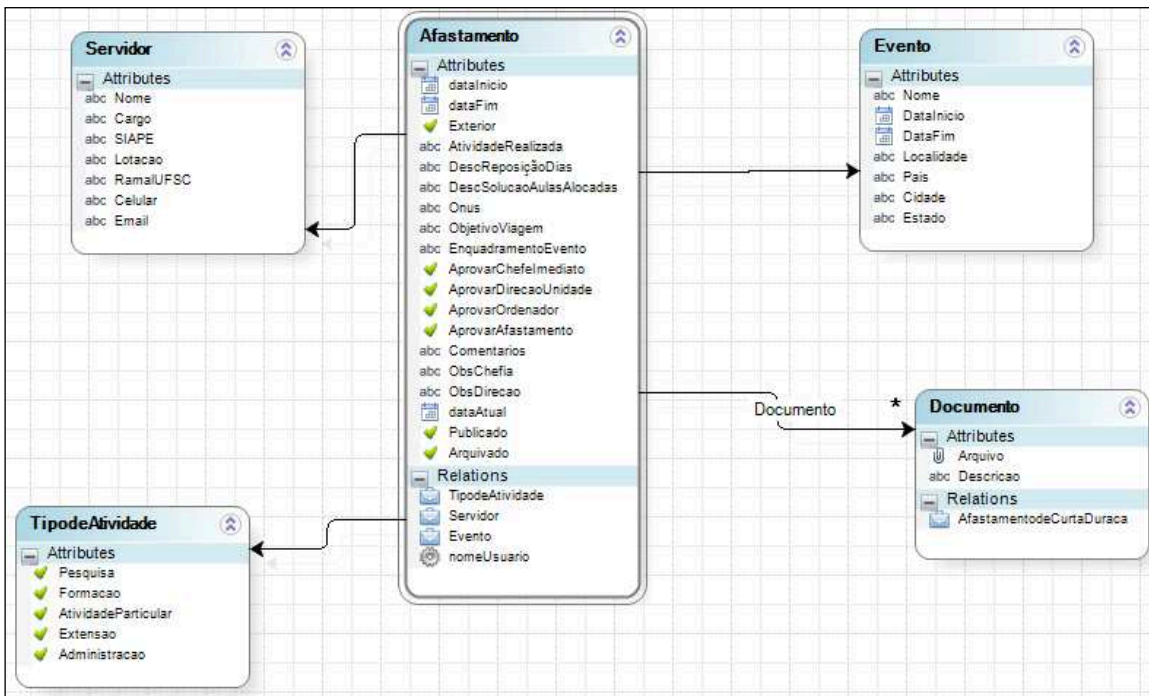 Servidor
Attributes
abc Nome
abc Cargo
abc SIAPE
abc Lotacao
abc RamalUFSC
abc Celular
abc Email
Afastamento
Attributes
dataInicio
dataFim
Exterior
abc AtividadeRealizada
abc DescReposiçãoDias
abc DescSolucaoAulasAlocadas
abc Onus
abc ObjetivoViagem
abc EnquadramentoEvento
AprovarChefeImediato
AprovarDirecaoUnidade
AprovarOrdenador
AprovarAfastamento
abc Comentarios
abc ObsChefia
abc ObsDirecao
dataAtual
Publicado
Arquivado
Relations
TipodeAtividade
Servidor
Evento
nomeUsuario
Evento
Attributes
abc Nome
DataInicio
DataFim
abc Localidade
abc Pais
abc Cidade
abc Estado
Documento *
Documento
Attributes
Arquivo
abc Descricao
Relations
AfastamentodeCurtaDuraca
TipodeAtividade
Attributes
Pesquisa
Formacao
AtividadeParticular
Extensao
Administracao